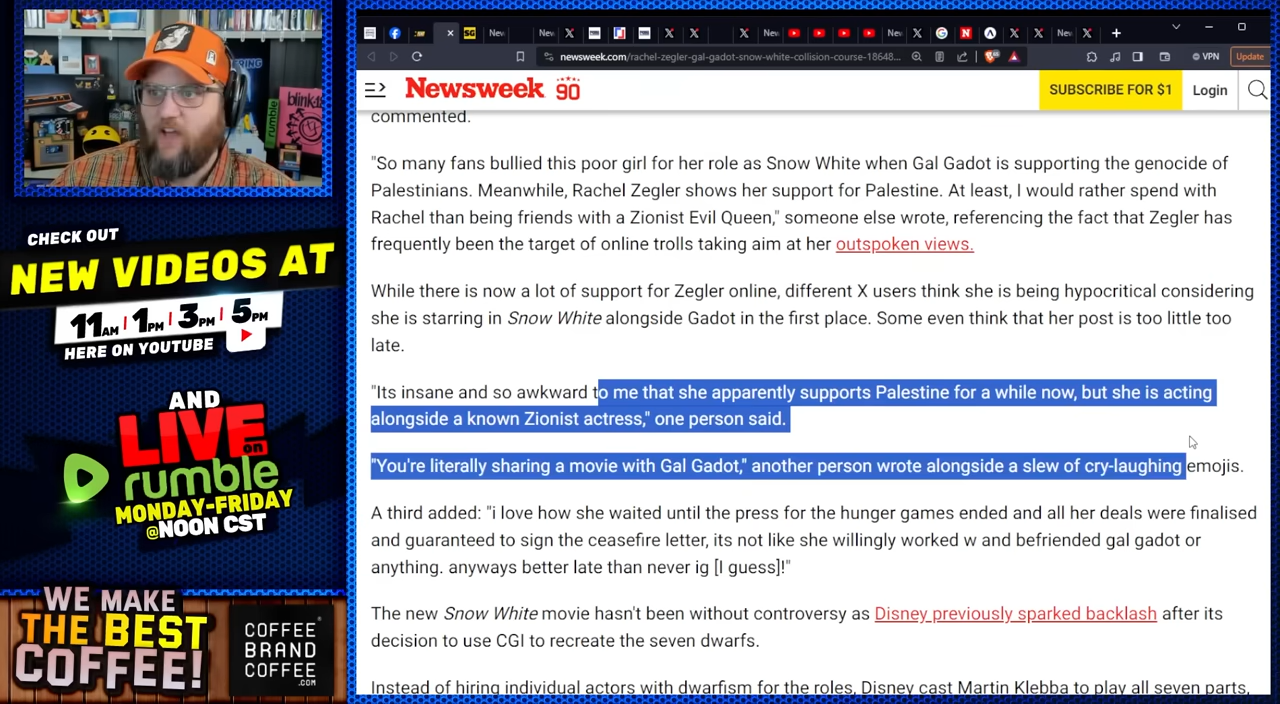 RING
blink-182
rumble
CHECK OUT
NEW VIDEOS AT
11AM | 1PM | 3PM | 5PM
HERE ON YOUTUBE
AND
LIVE on
rumble
MONDAY-FRIDAY
@NOON CST
WE MAKE
THE BEST
COFFEE!
COFFEE
BRAND
COFFEE
.COM
SG New New New New New
newsweek.com/rachel-zegler-gal-gadot-snow-white-collision-course-18648... VPN Update
Newsweek 90 SUBSCRIBE FOR $1 Login
commented.
"So many fans bullied this poor girl for her role as Snow White when Gal Gadot is supporting the genocide of
Palestinians. Meanwhile, Rachel Zegler shows her support for Palestine. At least, I would rather spend with
Rachel than being friends with a Zionist Evil Queen," someone else wrote, referencing the fact that Zegler has
frequently been the target of online trolls taking aim at her outspoken views.
While there is now a lot of support for Zegler online, different X users think she is being hypocritical considering
she is starring in Snow White alongside Gadot in the first place. Some even think that her post is too little too
late.
"Its insane and so awkward to me that she apparently supports Palestine for a while now, but she is acting
alongside a known Zionist actress," one person said.
"You're literally sharing a movie with Gal Gadot," another person wrote alongside a slew of cry-laughing emojis.
A third added: "i love how she waited until the press for the hunger games ended and all her deals were finalised
and guaranteed to sign the ceasefire letter, its not like she willingly worked w and befriended gal gadot or
anything. anyways better late than never ig [I guess]!"
The new Snow White movie hasn't been without controversy as Disney previously sparked backlash after its
decision to use CGI to recreate the seven dwarfs.
Instead of hiring individual actors with dwarfism for the roles, Disney cast Martin Klebba to play all seven parts,